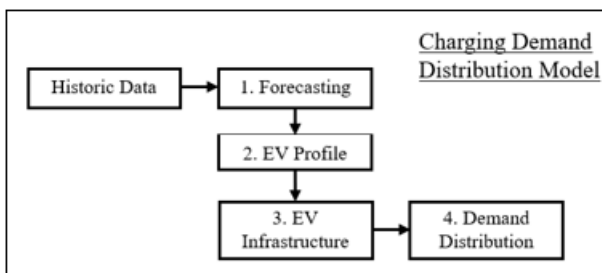 Charging Demand
Distribution Model
Historic Data
1. Forecasting
2. EV Profile
3. EV
Infrastructure
4. Demand
Distribution